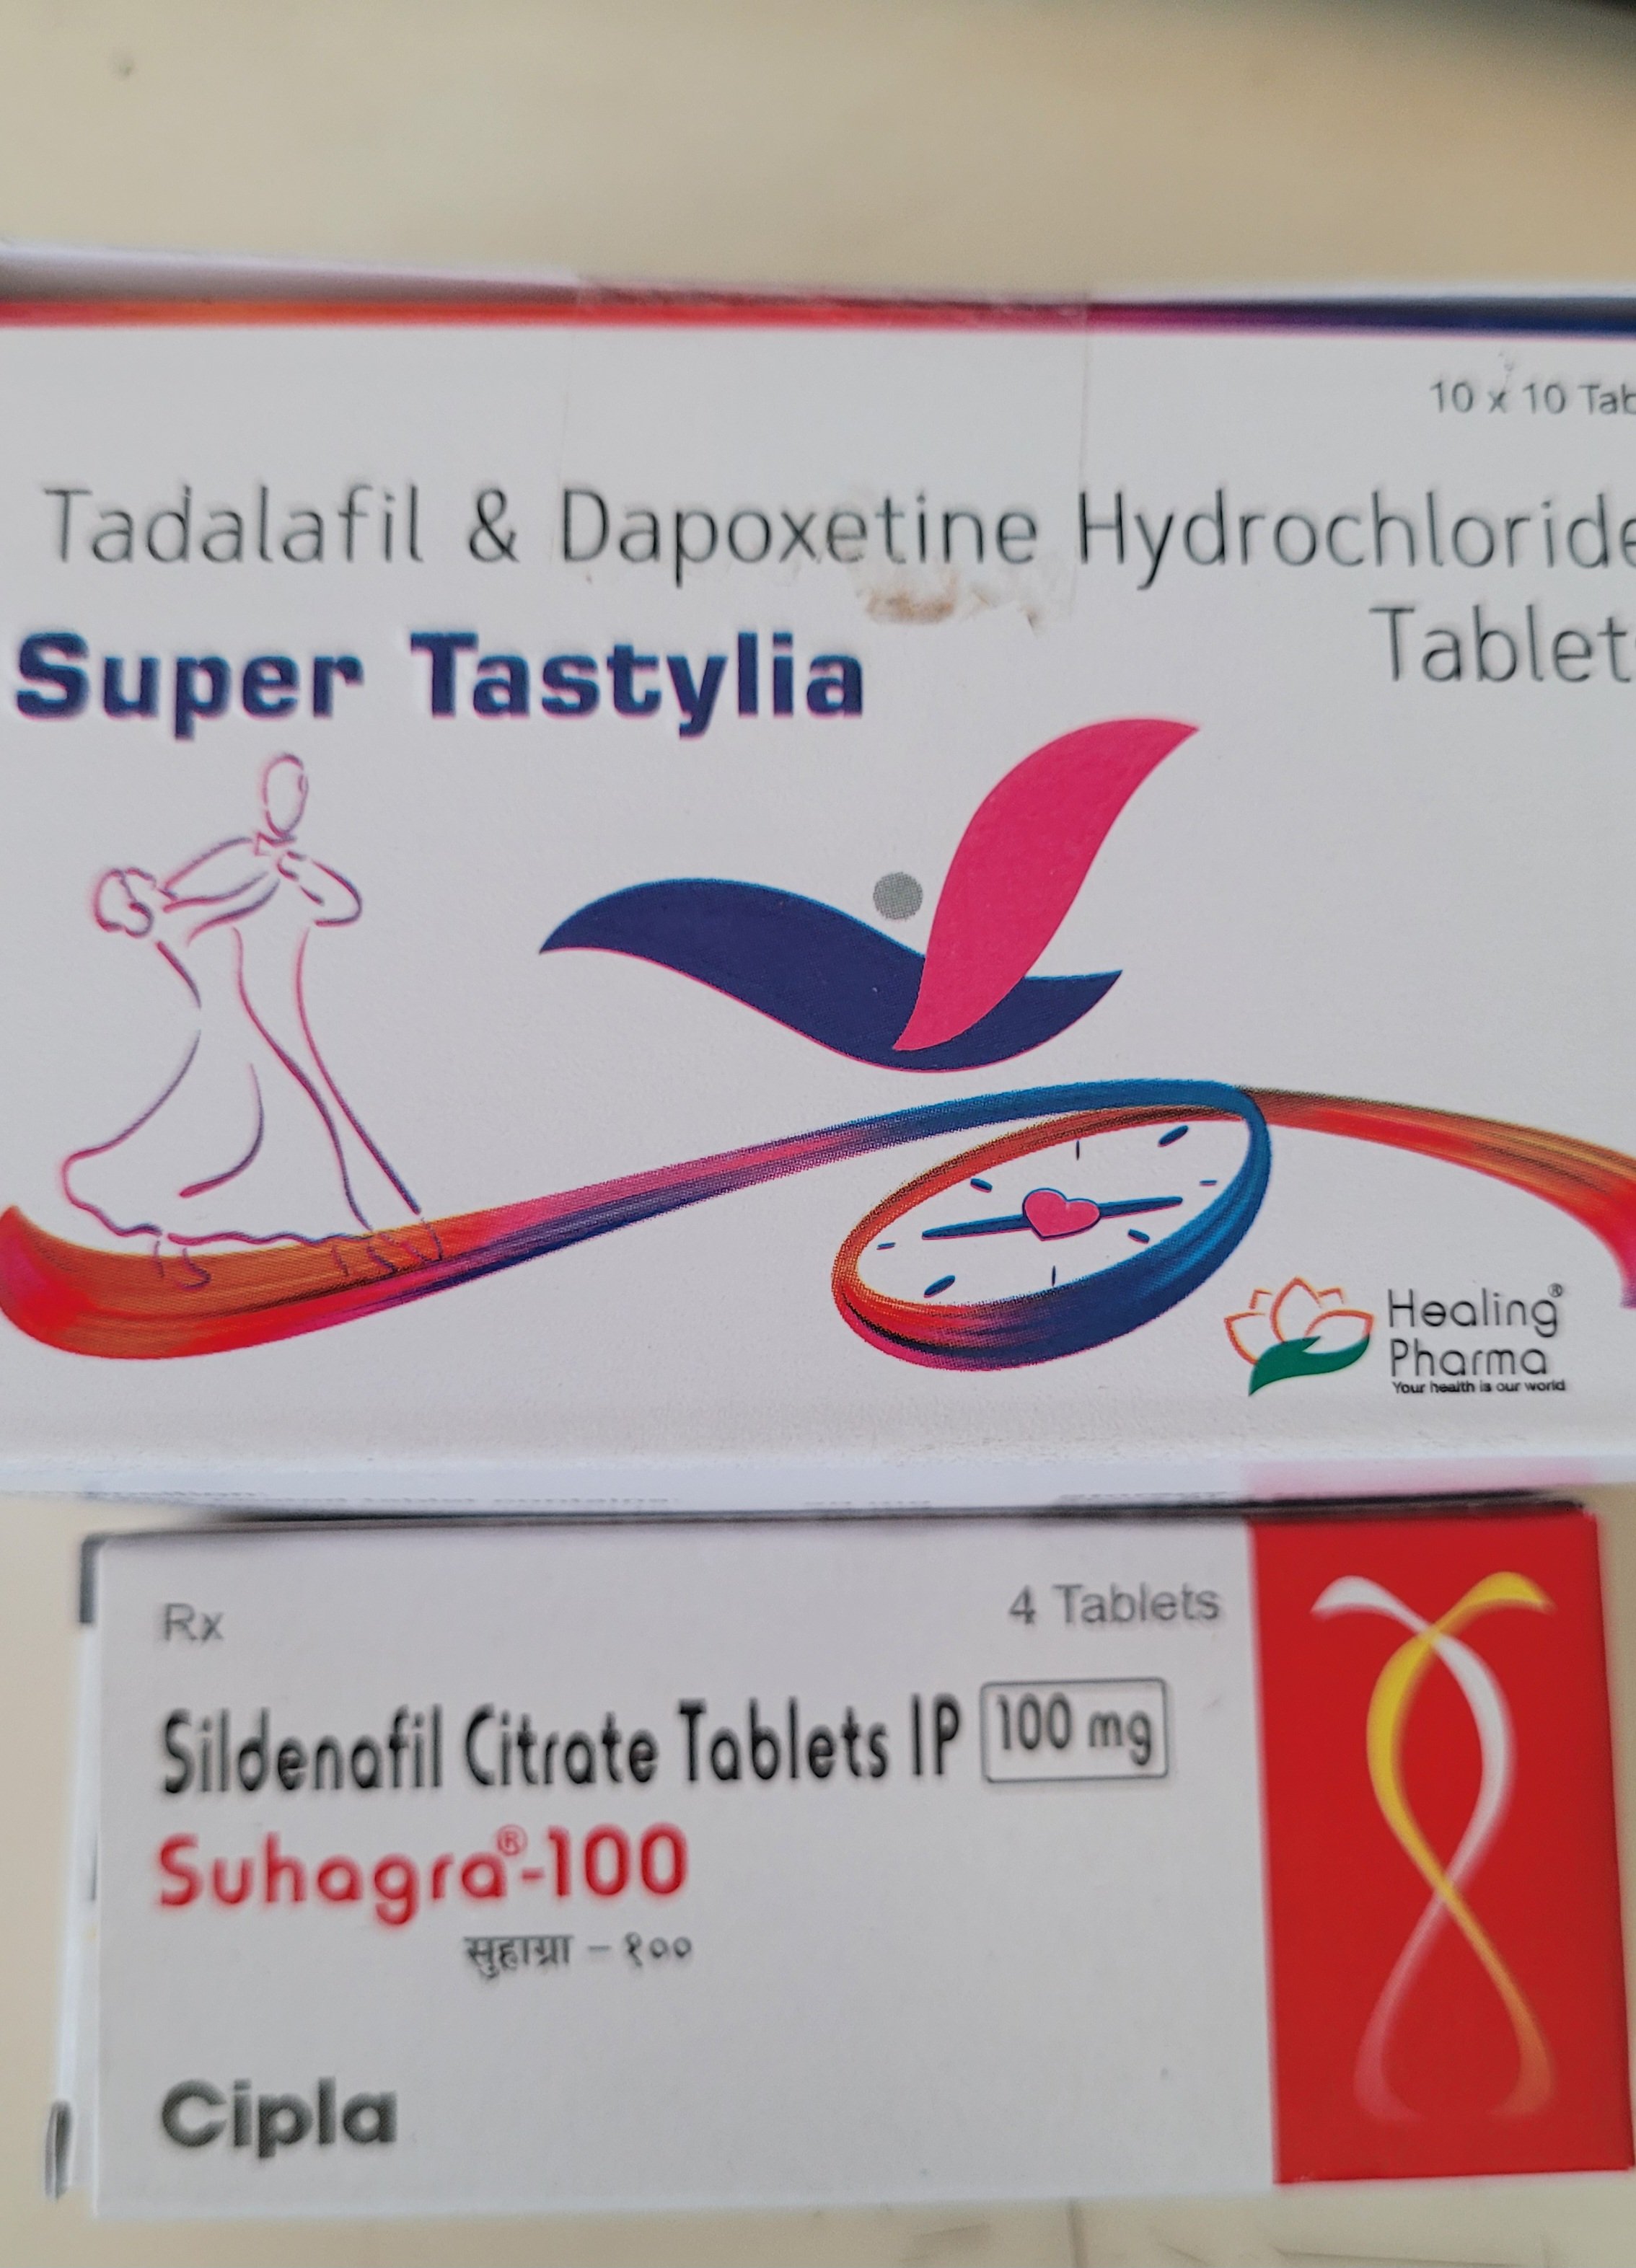 10 x 10 Tab
Tadalafil & Dapoxetine Hydrochloride
Tablet
Super Tastylia
Healing®
Pharma
Your health is our world
Rx
4 Tablets
Sildenafil Citrate Tablets IP 100 mg
Suhagra®-100
सुहाग्रा – १००
Cipla